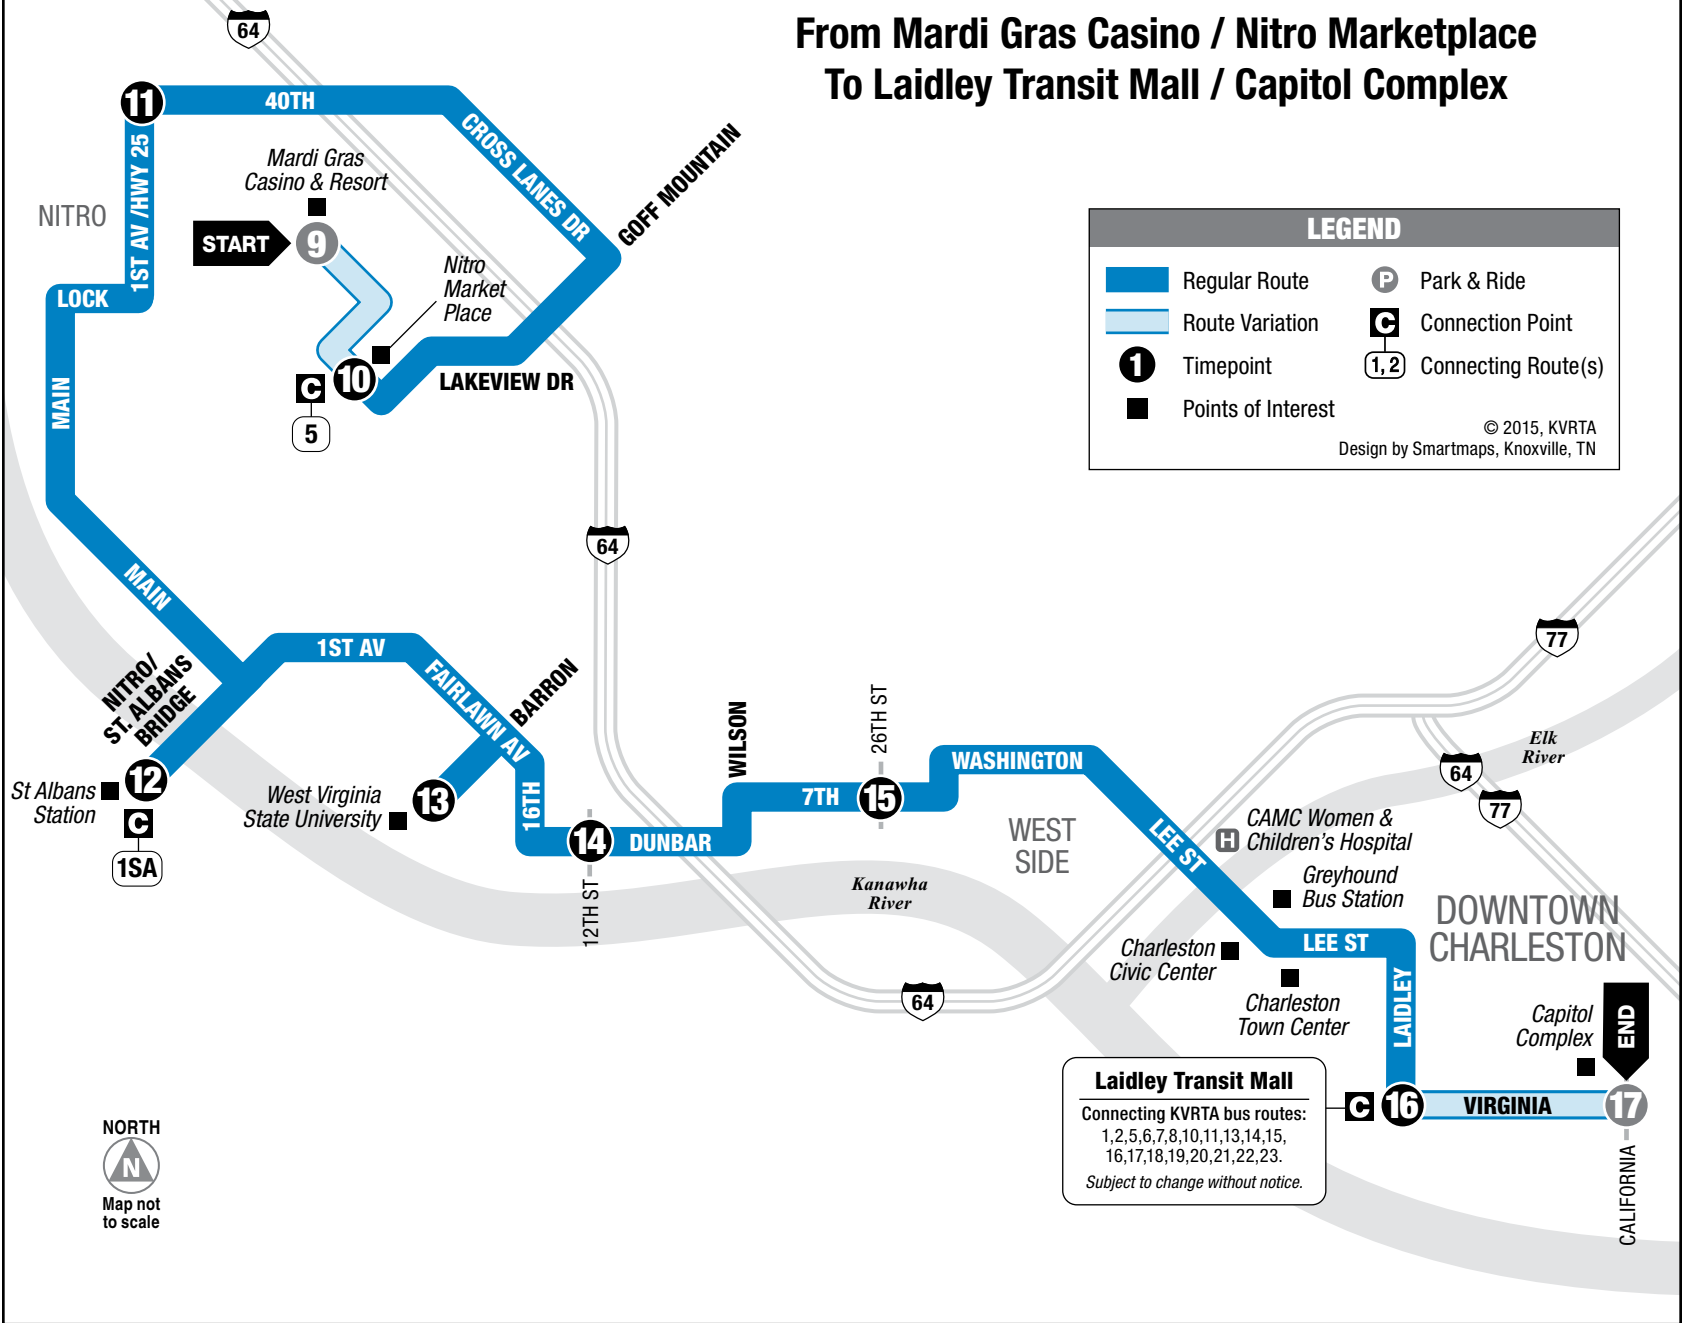 From Mardi Gras Casino / Nitro Marketplace
To Laidley Transit Mall / Capitol Complex
64
11
40TH
CROSS LANES DR
GOFF MOUNTAIN
1ST AV /HWY 25
NITRO
Mardi Gras
Casino & Resort
START
9
Nitro
Market
Place
LOCK
10
C
5
LAKEVIEW DR
MAIN
LEGEND
Regular Route
Route Variation
1
Timepoint
Points of Interest
P
Park & Ride
C
Connection Point
1, 2
Connecting Route(s)
© 2015, KVRTA
Design by Smartmaps, Knoxville, TN
64
MAIN
NITRO/
ST. ALBANS
BRIDGE
1ST AV
FAIRLAWN AV
BARRON
12
St Albans
Station
C
1SA
West Virginia
State University
13
16TH
14
12TH ST
DUNBAR
WILSON
7TH
26TH ST
15
WASHINGTON
WEST
SIDE
Kanawha
River
64
LEE ST
H
CAMC Women &
Children's Hospital
Greyhound
Bus Station
77
Elk
River
64
77
DOWNTOWN
CHARLESTON
LEE ST
Charleston
Civic Center
Charleston
Town Center
LAIDLEY
Capitol
Complex
END
Laidley Transit Mall
Connecting KVRTA bus routes:
1,2,5,6,7,8,10,11,13,14,15,
16,17,18,19,20,21,22,23.
Subject to change without notice.
C
16
VIRGINIA
17
CALIFORNIA
NORTH
N
Map not
to scale